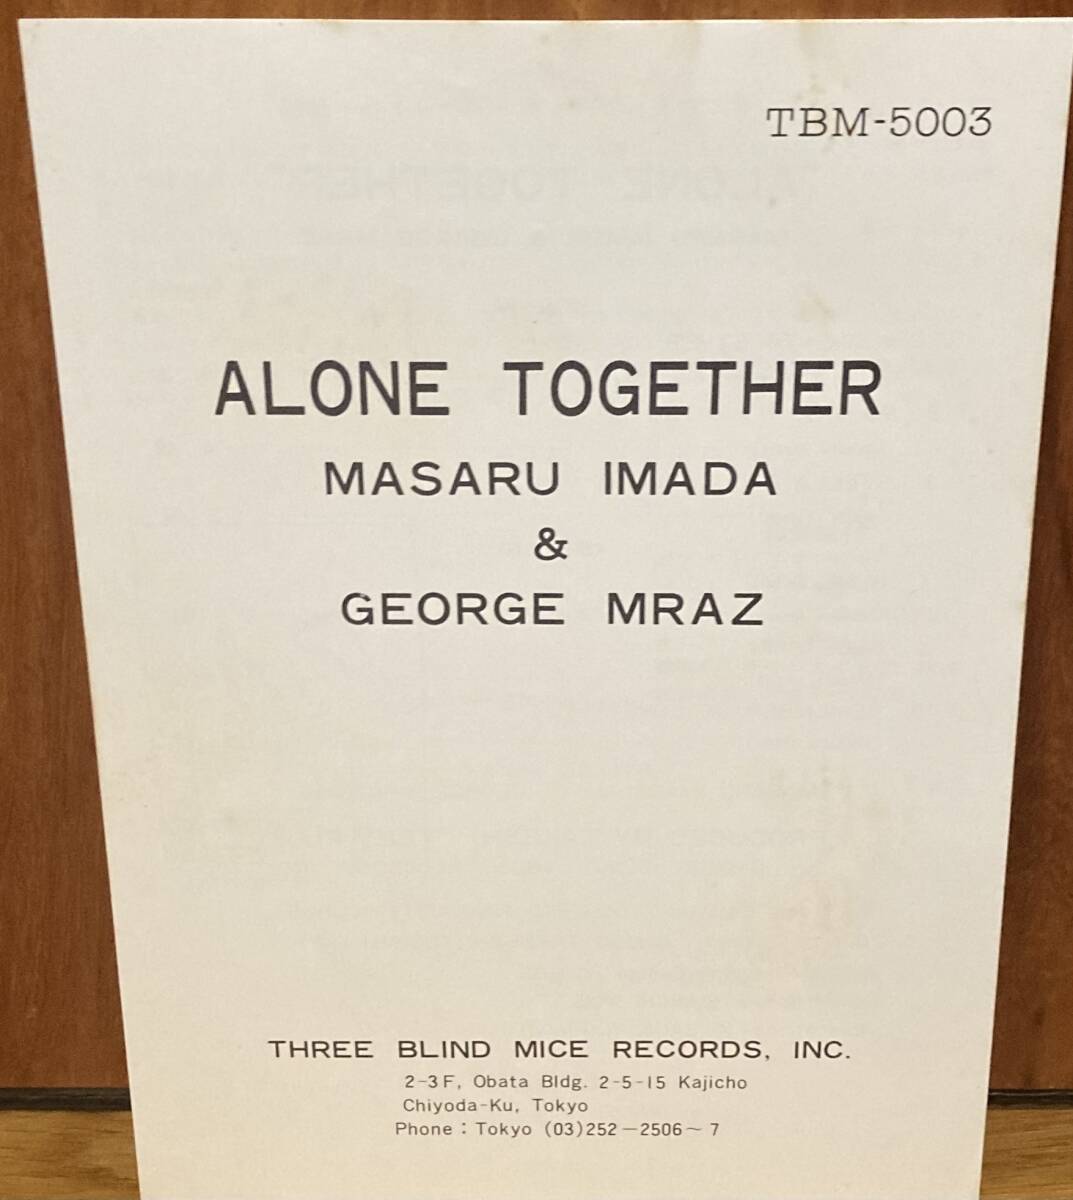 TBM-5003
ALONE TOGETHER
MASARU IMADA
&
GEORGE MRAZ
THREE BLIND MICE RECORDS, INC.
2-3F, Obata Bldg. 2-5-15 Kajicho
Chiyoda-Ku, Tokyo
Phone : Tokyo (03)252—2506~7